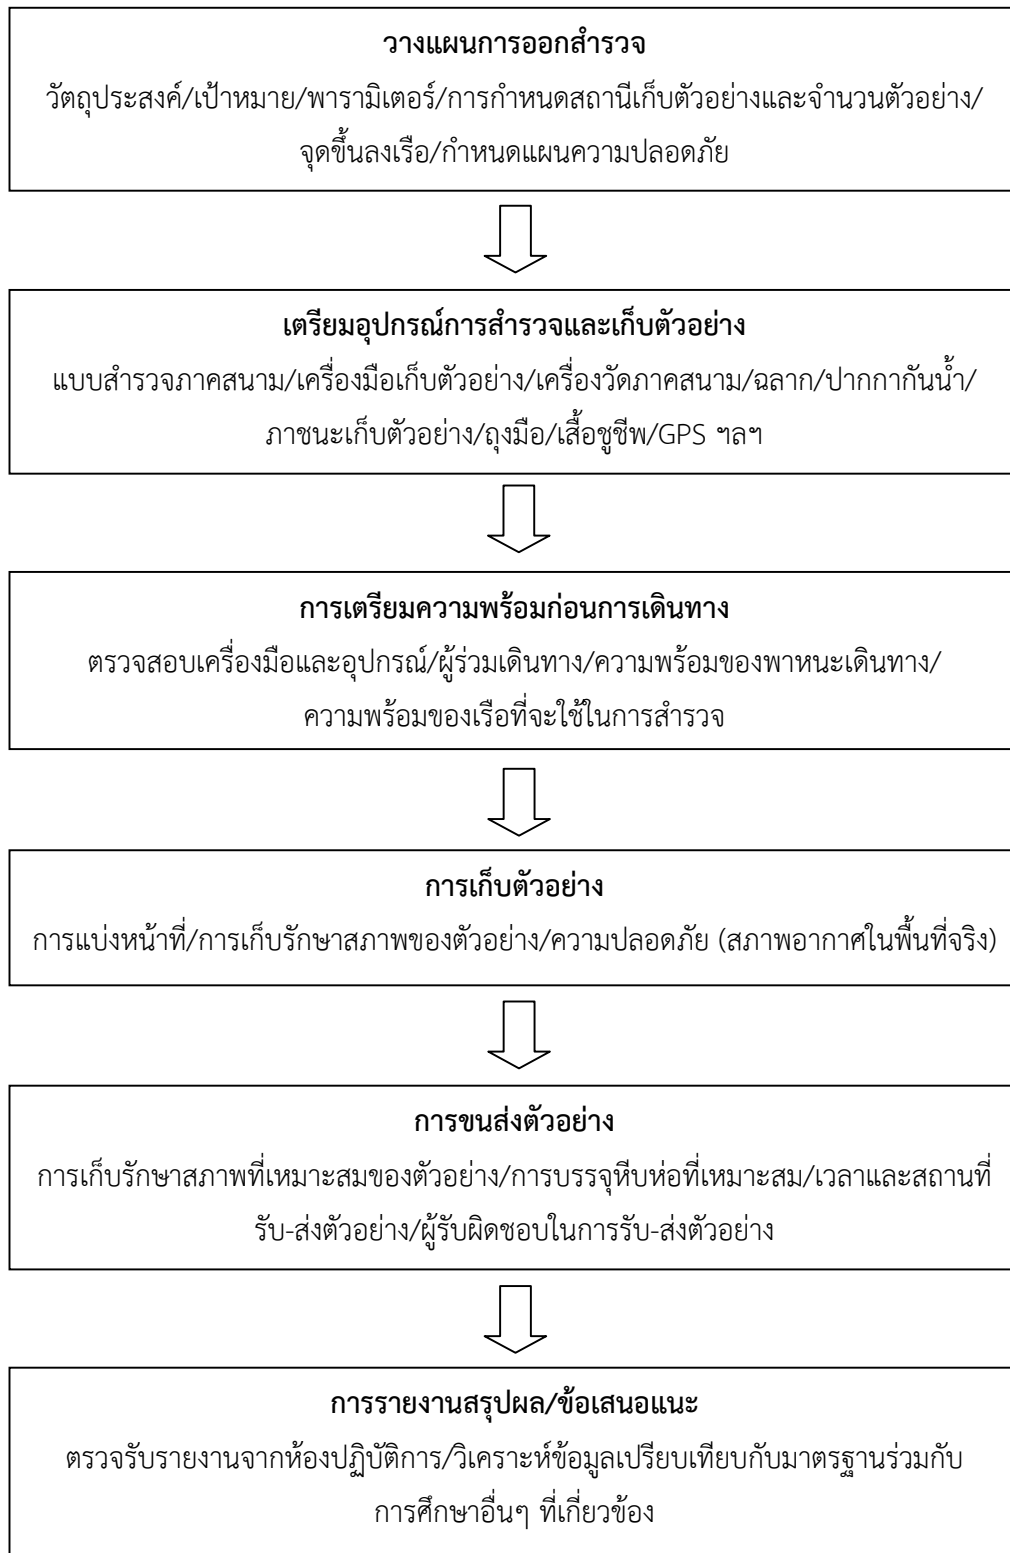 วางแผนการออกสำรวจ
วัตถุประสงค์/เป้าหมาย/พารามิเตอร์/การกำหนดสถานีเก็บตัวอย่างและจำนวนตัวอย่าง/
จุดขึ้นลงเรือ/กำหนดแผนความปลอดภัย
เตรียมอุปกรณ์การสำรวจและเก็บตัวอย่าง
แบบสำรวจภาคสนาม/เครื่องมือเก็บตัวอย่าง/เครื่องวัดภาคสนาม/ฉลาก/ปากกากันน้ำ/
ภาชนะเก็บตัวอย่าง/ถุงมือ/เสื้อชูชีพ/GPS ฯลฯ
การเตรียมความพร้อมก่อนการเดินทาง
ตรวจสอบเครื่องมือและอุปกรณ์/ผู้ร่วมเดินทาง/ความพร้อมของพาหนะเดินทาง/
ความพร้อมของเรือที่จะใช้ในการสำรวจ
การเก็บตัวอย่าง
การแบ่งหน้าที่/การเก็บรักษาสภาพของตัวอย่าง/ความปลอดภัย (สภาพอากาศในพื้นที่จริง)
การขนส่งตัวอย่าง
การเก็บรักษาสภาพที่เหมาะสมของตัวอย่าง/การบรรจุหีบห่อที่เหมาะสม/เวลาและสถานที่
รับ-ส่งตัวอย่าง/ผู้รับผิดชอบในการรับ-ส่งตัวอย่าง
การรายงานสรุปผล/ข้อเสนอแนะ
ตรวจรับรายงานจากห้องปฏิบัติการ/วิเคราะห์ข้อมูลเปรียบเทียบกับมาตรฐานร่วมกับ
การศึกษาอื่นๆ ที่เกี่ยวข้อง